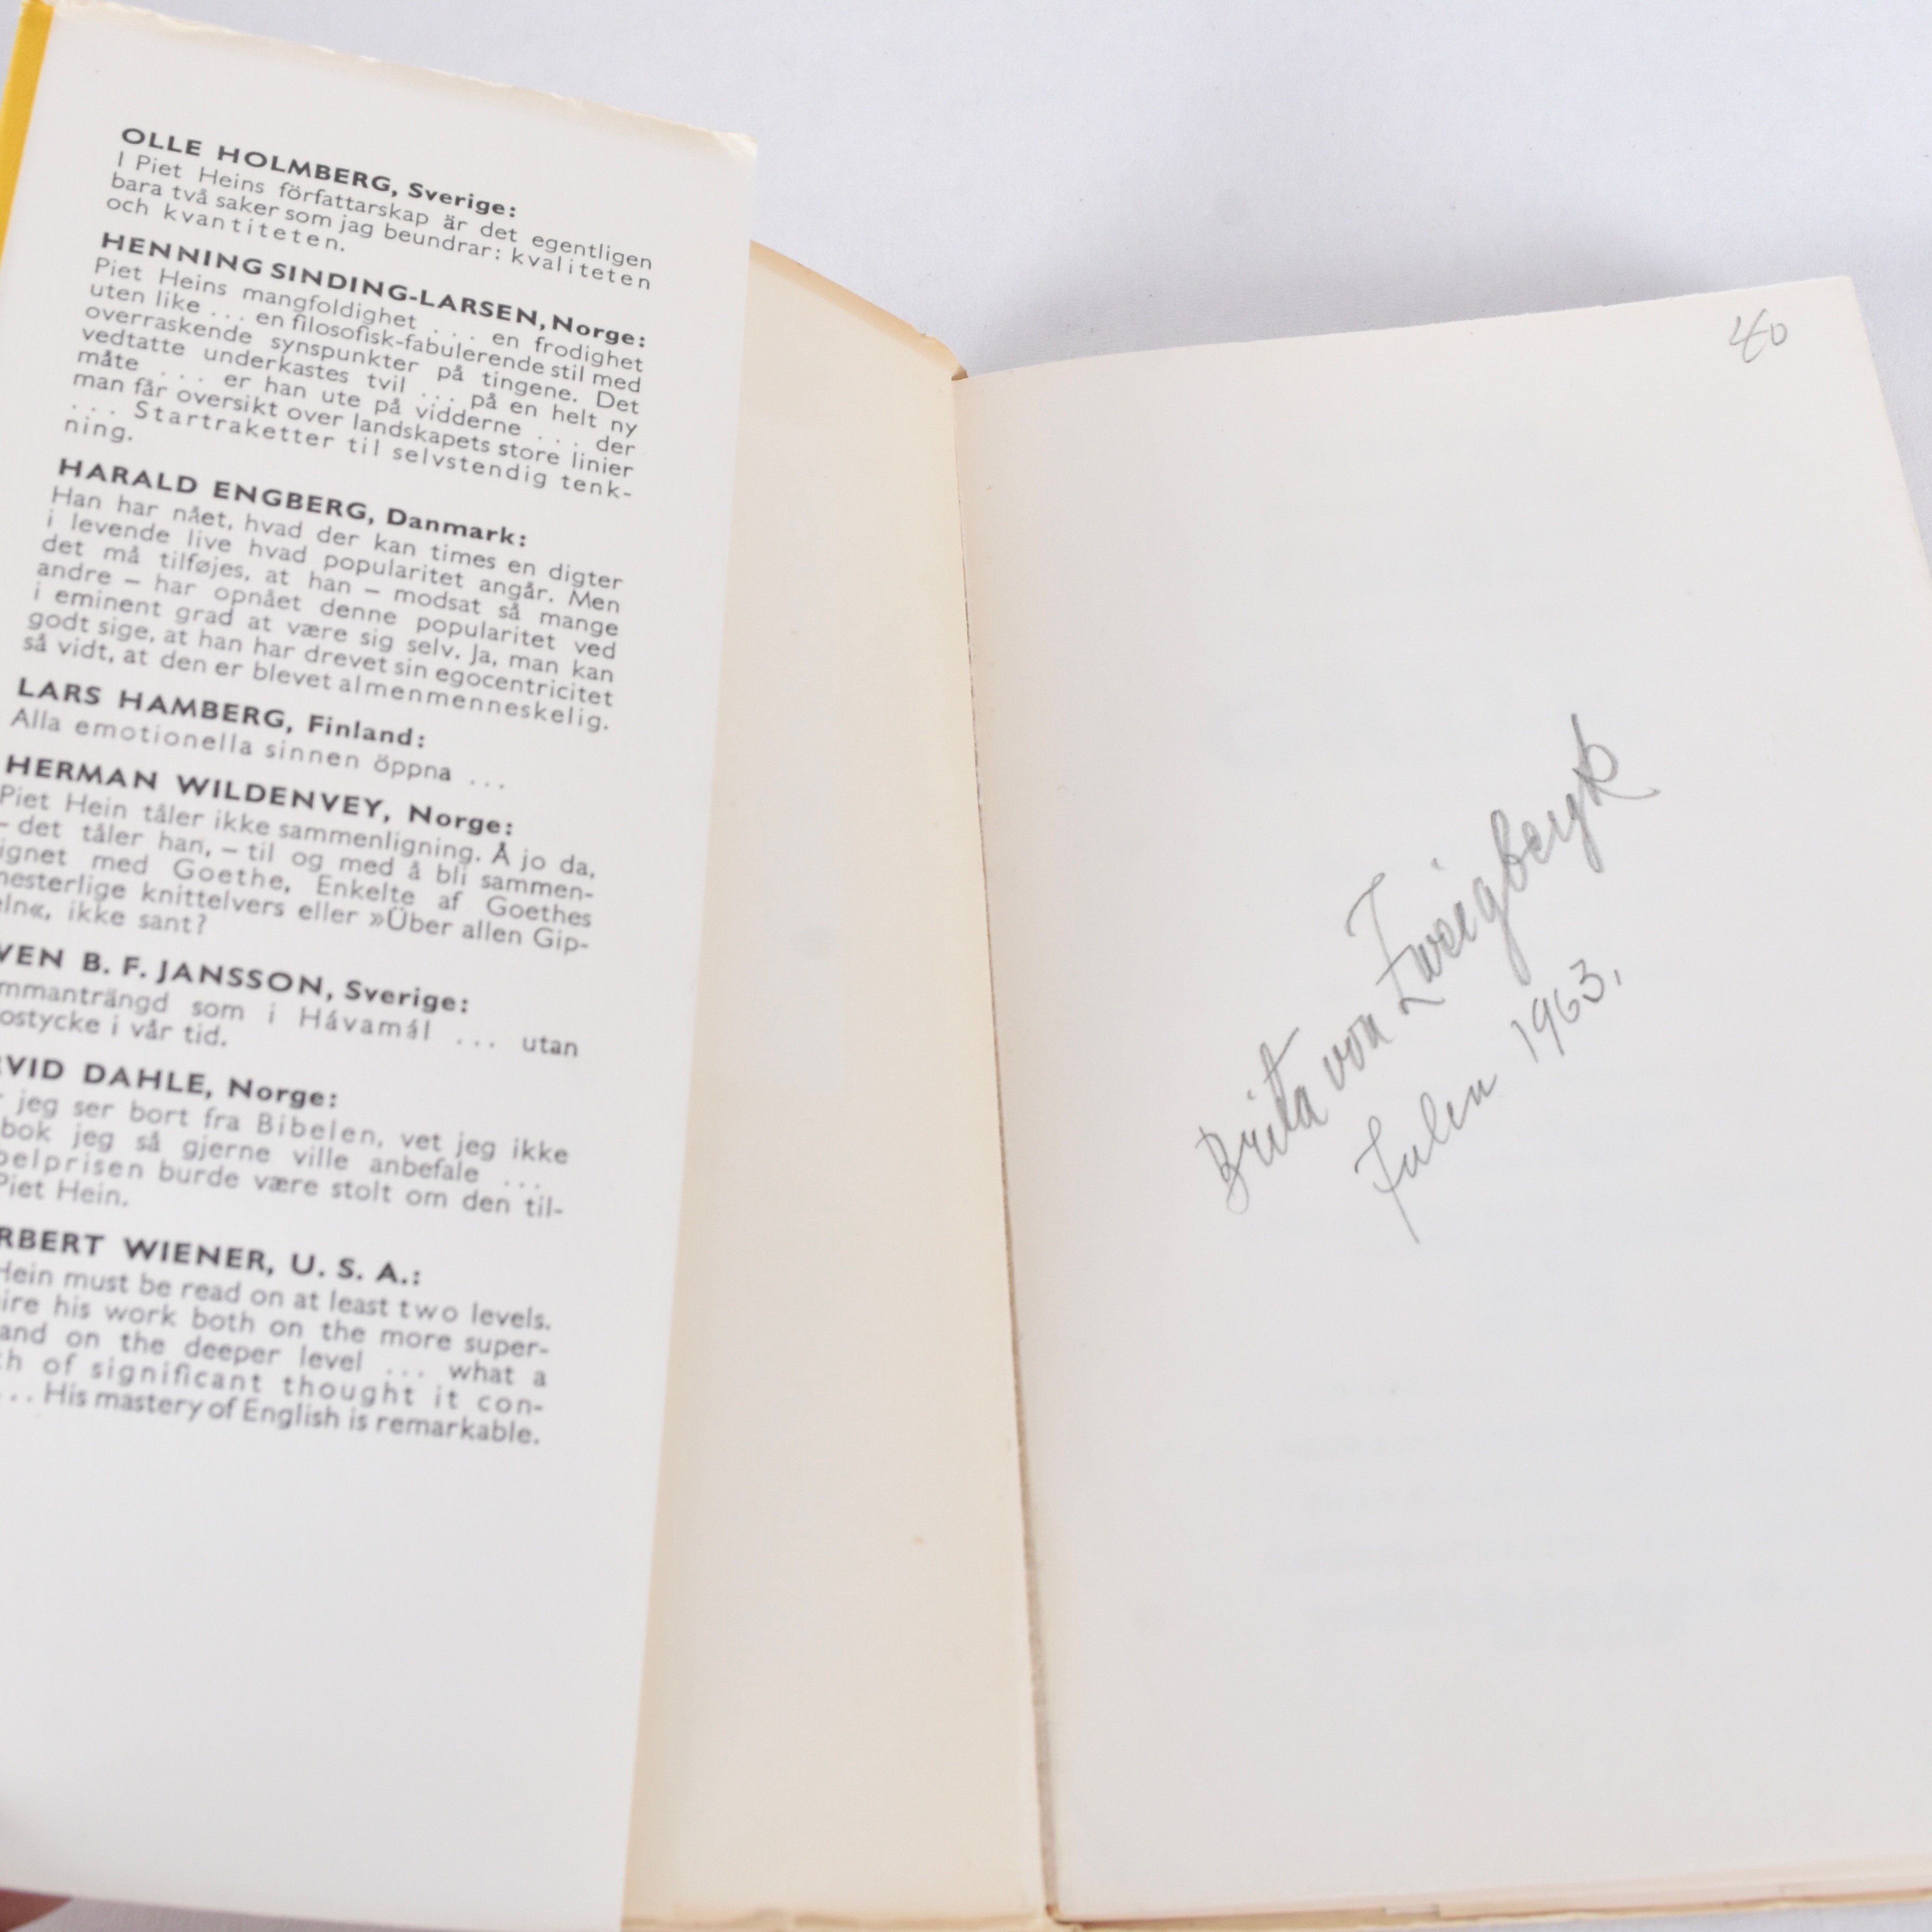 OLLE HOLMBERG, Sverige:
I Piet Heins författarskap är det egentligen
bara två saker som jag beundrar: kvaliteten
och kvantiteten.
HENNING SINDING-LARSEN, Norge:
Piet Heins mangfoldighet . . . en frodighet
uten like . . . en filosofisk-fabulerende stil med
overraskende synspunkter på tingene. Det
vedtatte underkastes tvil . . . på en helt ny
måte . . . er han ute på vidderne . . . der
man får oversikt over landskapets store linier
. . . Startraketter til selvstendig tenk-
ning.
HARALD ENGBERG, Danmark:
Han har nået, hvad der kan times en digter
i levende live hvad popularitet angår. Men
det må tilføjes, at han – modsat så mange
andre – har opnået denne popularitet ved
i eminent grad at være sig selv. Ja, man kan
godt sige, at han har drevet sin egocentricitet
så vidt, at den er blevet almenmenneskelig.
LARS HAMBERG, Finland:
Alla emotionella sinnen öppna . . .
HERMAN WILDENVEY, Norge:
Piet Hein tåler ikke sammenligning. Å jo da,
– det tåler han, – til og med å bli sammen-
ignet med Goethe, Enkelte af Goethes
nesterlige knittelvers eller »Über allen Gip-
eln«, ikke sant?
VEN B. F. JANSSON, Sverige:
mmanträngd som i Hávamál . . . utan
ostycke i vår tid.
RVID DAHLE, Norge:
r jeg ser bort fra Bibelen, vet jeg ikke
bok jeg så gjerne ville anbefale . . .
belprisen burde være stolt om den til-
Piet Hein.
RBERT WIENER, U. S. A.:
Hein must be read on at least two levels.
ire his work both on the more super-
and on the deeper level . . . what a
th of significant thought it con-
. . . His mastery of English is remarkable.
40
Brita von Zweigbergk
Julen 1963.